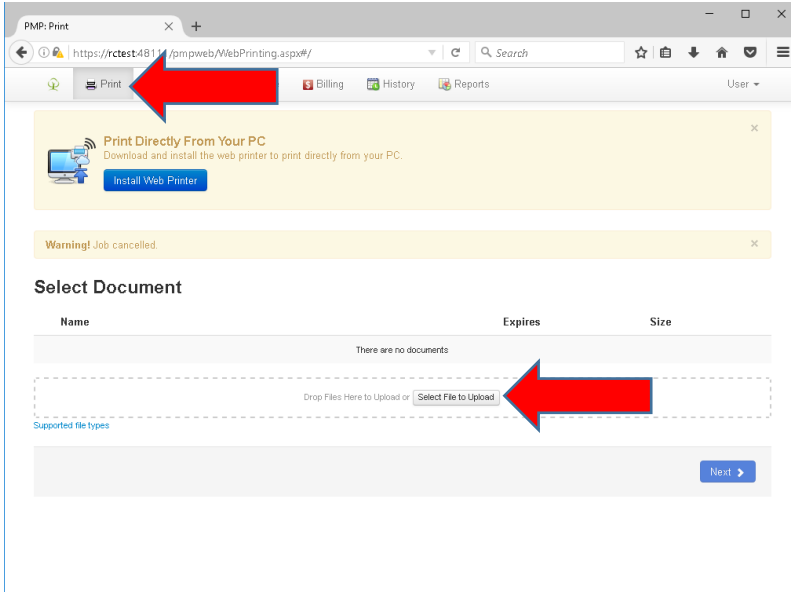 PMP: Print
https://rctest:4811 /pmpweb/WebPrinting.aspx#/
Search
Print
Billing
History
Reports
User
Print Directly From Your PC
Download and install the web printer to print directly from your PC.
Install Web Printer
Warning! Job cancelled.
Select Document
Name Expires Size
There are no documents
Drop Files Here to Upload or Select File to Upload
Supported file types
Next